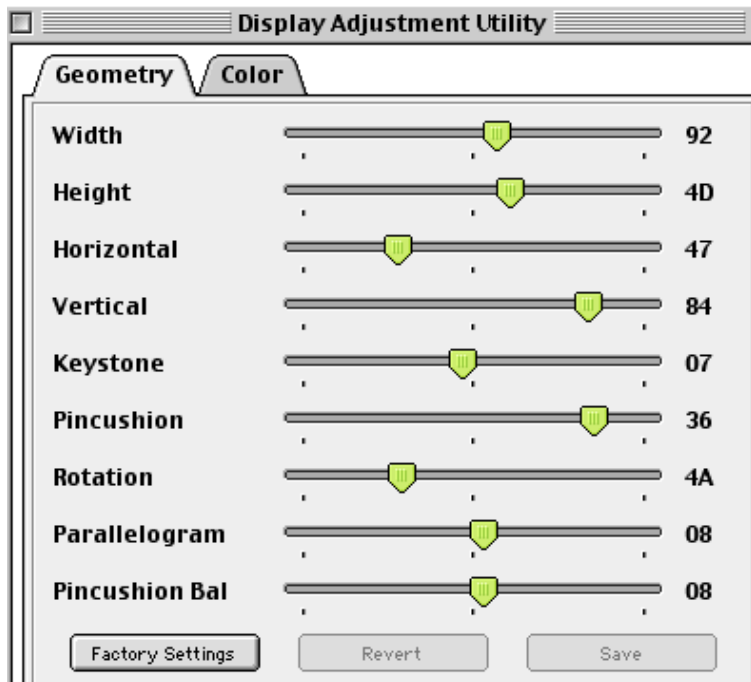 Display Adjustment Utility
Geometry Color
Width 92
Height 4D
Horizontal 47
Vertical 84
Keystone 07
Pincushion 36
Rotation 4A
Parallelogram 08
Pincushion Bal 08
Factory Settings Revert Save